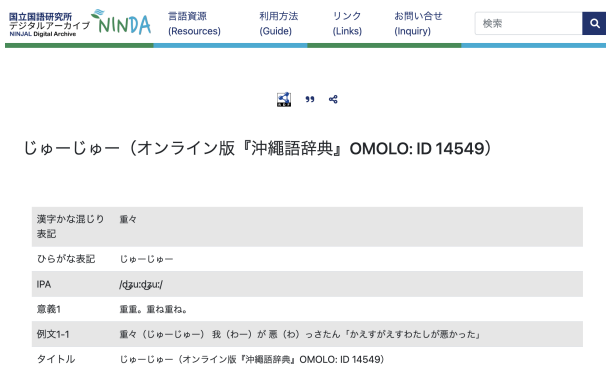 国立国語研究所
デジタルアーカイブ
NINJAL Digital Archive
NINDA
言語資源
(Resources)
利用方法
(Guide)
リンク
(Links)
お問い合せ
(Inquiry)
検索
じゅーじゅー（オンライン版『沖縄語辞典』OMOLO: ID 14549）
漢字かな混じり
表記
重々
ひらがな表記
じゅーじゅー
IPA
/d͡ʒuːd͡ʒuː/
意義1
重重。重ね重ね。
例文1-1
重々（じゅーじゅー） 我（わー）が 悪（わ）っさたん「かえすがえすわたしが悪かった」
タイトル
じゅーじゅー（オンライン版『沖縄語辞典』OMOLO: ID 14549）